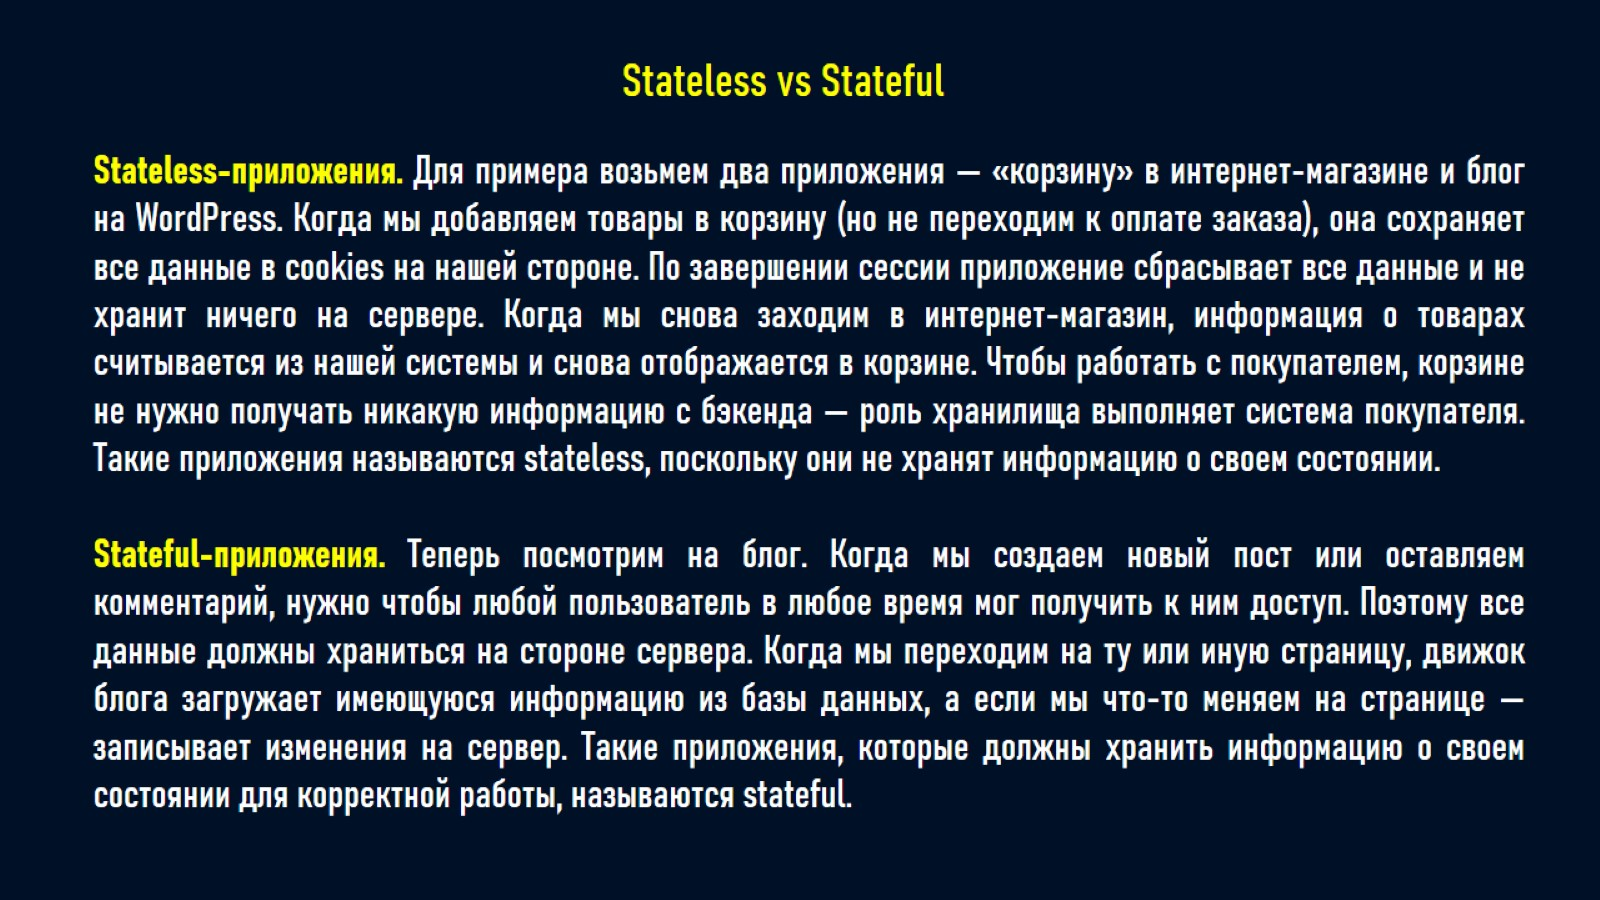 Stateless vs Stateful
Stateless-приложения. Для примера возьмем два приложения — «корзину» в интернет-магазине и блог
на WordPress. Когда мы добавляем товары в корзину (но не переходим к оплате заказа), она сохраняет
все данные в cookies на нашей стороне. По завершении сессии приложение сбрасывает все данные и не
хранит ничего на сервере. Когда мы снова заходим в интернет-магазин, информация о товарах
считывается из нашей системы и снова отображается в корзине. Чтобы работать с покупателем, корзине
не нужно получать никакую информацию с бэкенда — роль хранилища выполняет система покупателя.
Такие приложения называются stateless, поскольку они не хранят информацию о своем состоянии.
Stateful-приложения. Теперь посмотрим на блог. Когда мы создаем новый пост или оставляем
комментарий, нужно чтобы любой пользователь в любое время мог получить к ним доступ. Поэтому все
данные должны храниться на стороне сервера. Когда мы переходим на ту или иную страницу, движок
блога загружает имеющуюся информацию из базы данных, а если мы что-то меняем на странице —
записывает изменения на сервер. Такие приложения, которые должны хранить информацию о своем
состоянии для корректной работы, называются stateful.